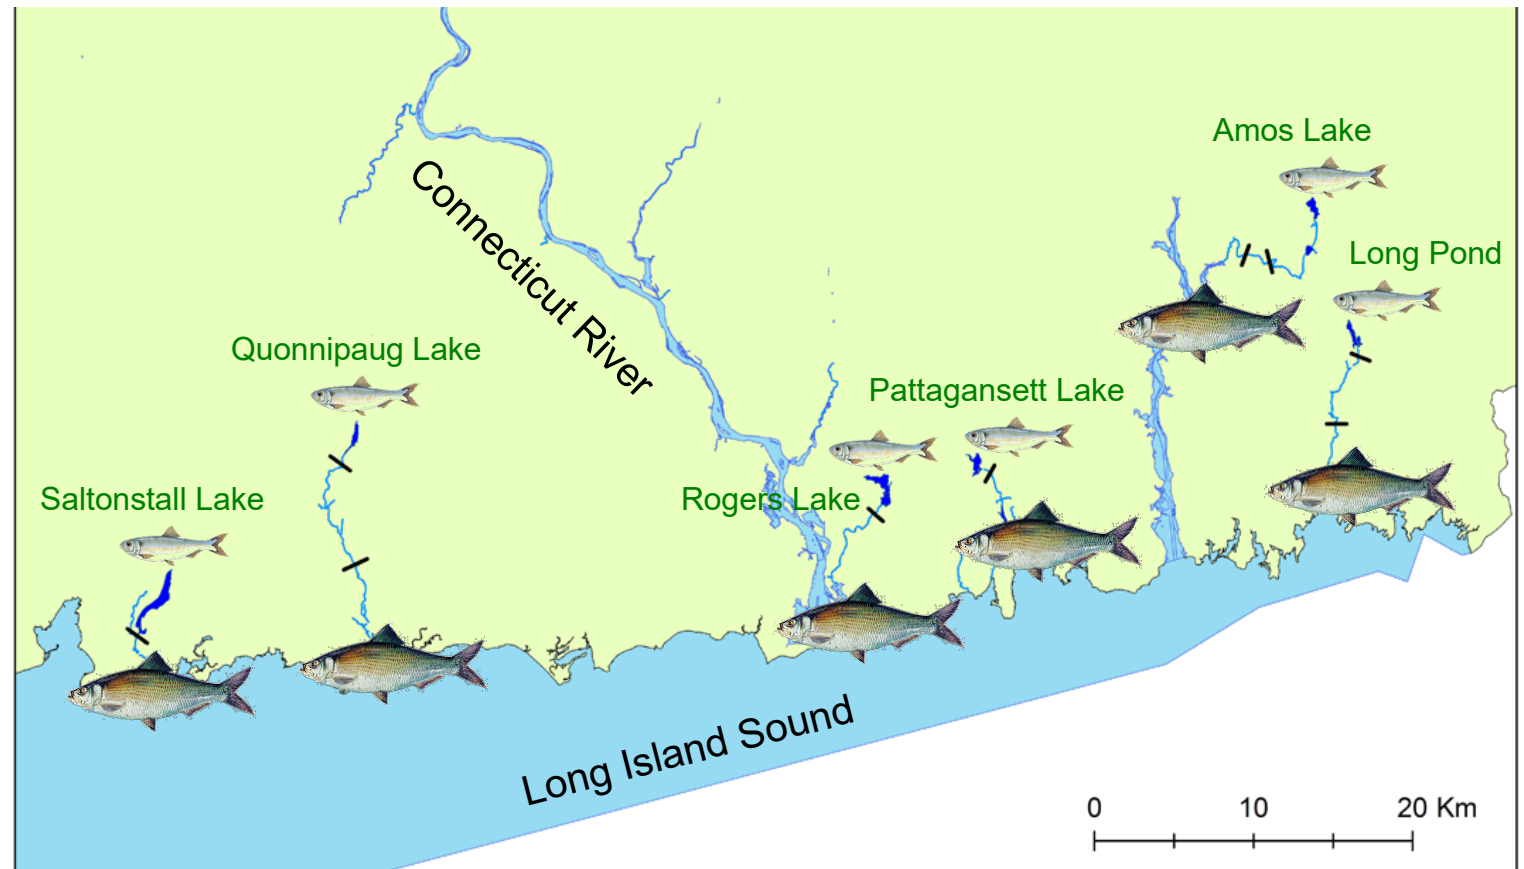 Amos Lake
Connecticut River
Long Pond
Quonnipaug Lake
Pattagansett Lake
Saltonstall Lake
Rogers Lake
Long Island Sound
0 10 20 Km